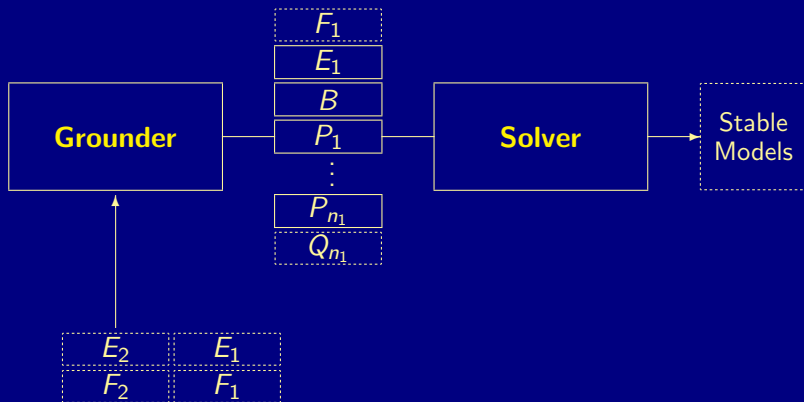 F₁
E₁
B
Grounder P₁ Solver Stable
Models
⋮
Pₙ₁
Qₙ₁
E₂ E₁
F₂ F₁